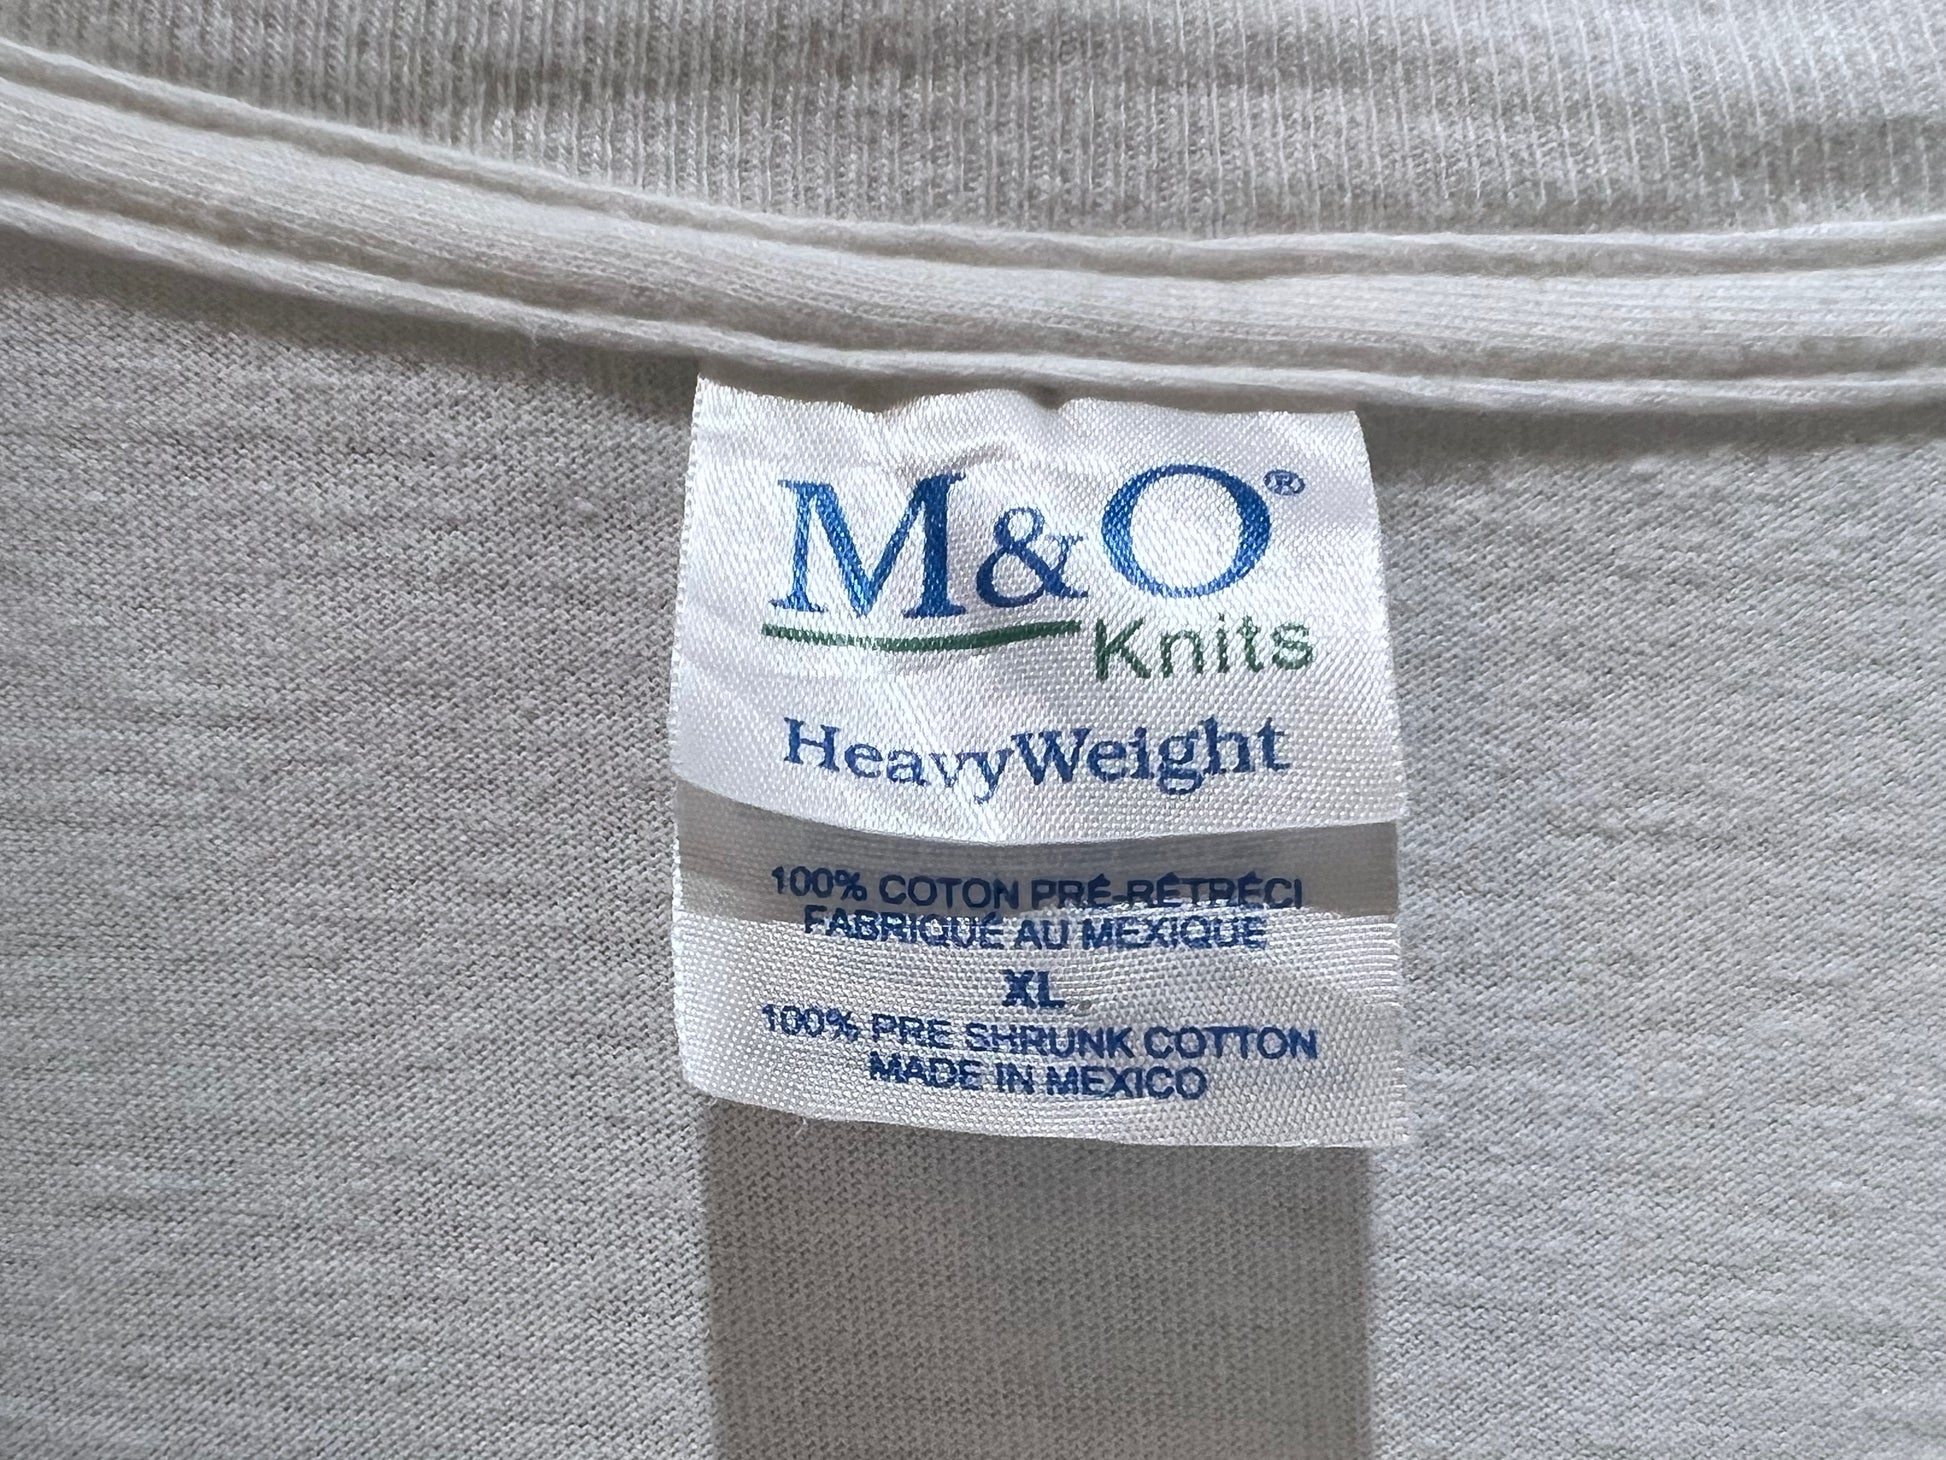 M&O®
Knits
HeavyWeight
100% COTON PRÉ-RÉTRÉCI
FABRIQUÉ AU MEXIQUE
XL
100% PRE SHRUNK COTTON
MADE IN MEXICO